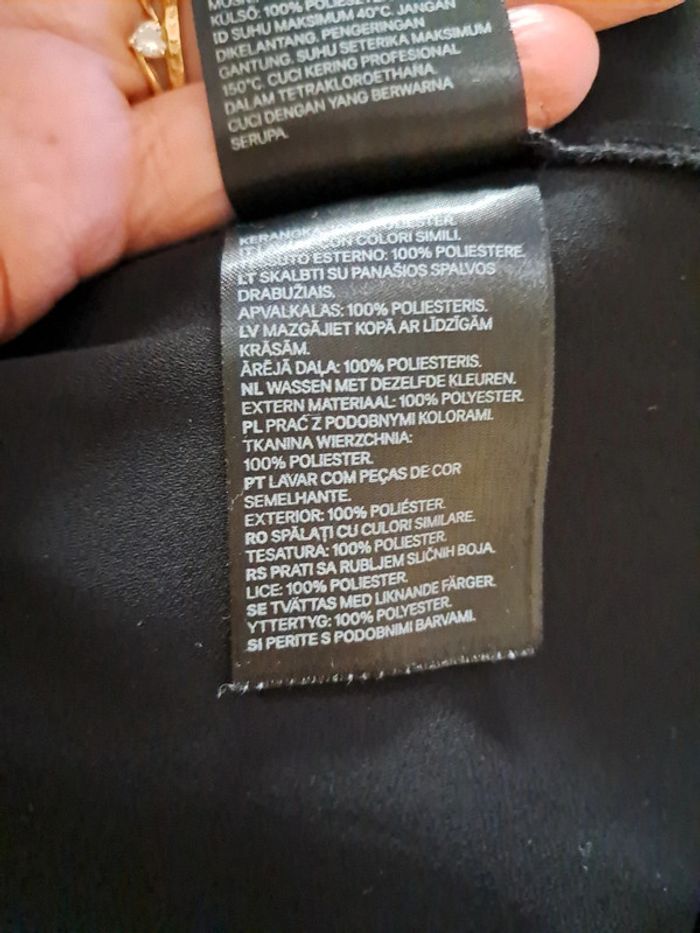 KÜLSŐ: 100% POLIÉSZTER
ID SUHU MAKSIMUM 40°C. JANGAN
DIKELANTANG. PENGERINGAN
GANTUNG. SUHU SETERIKA MAKSIMUM
150°C. CUCI KERING PROFESIONAL
DALAM TETRAKLOROETHANA.
CUCI DENGAN YANG BERWARNA
SERUPA.
KERANGKA
CON COLORI SIMILI.
ESTERNO: 100% POLIESTERE.
LT SKALBTI SU PANAŠIOS SPALVOS
DRABUŽIAIS.
APVALKALAS: 100% POLIESTERIS.
LV MAZGĀJIET KOPĀ AR LĪDZĪGĀM
KRĀSĀM.
ĀRĒJĀ DAĻA: 100% POLIESTERIS.
NL WASSEN MET DEZELFDE KLEUREN.
EXTERN MATERIAAL: 100% POLYESTER.
PL PRAĆ Z PODOBNYMI KOLORAMI.
TKANINA WIERZCHNIA:
100% POLIESTER.
PT LAVAR COM PEÇAS DE COR
SEMELHANTE.
EXTERIOR: 100% POLIÉSTER.
RO SPĂLAȚI CU CULORI SIMILARE.
TESATURA: 100% POLIESTER.
RS PRATI SA RUBLJEM SLIČNIH BOJA.
LICE: 100% POLIESTER.
SE TVÄTTAS MED LIKNANDE FÄRGER.
YTTERTYG: 100% POLYESTER.
SI PERITE S PODOBNIMI BARVAMI.